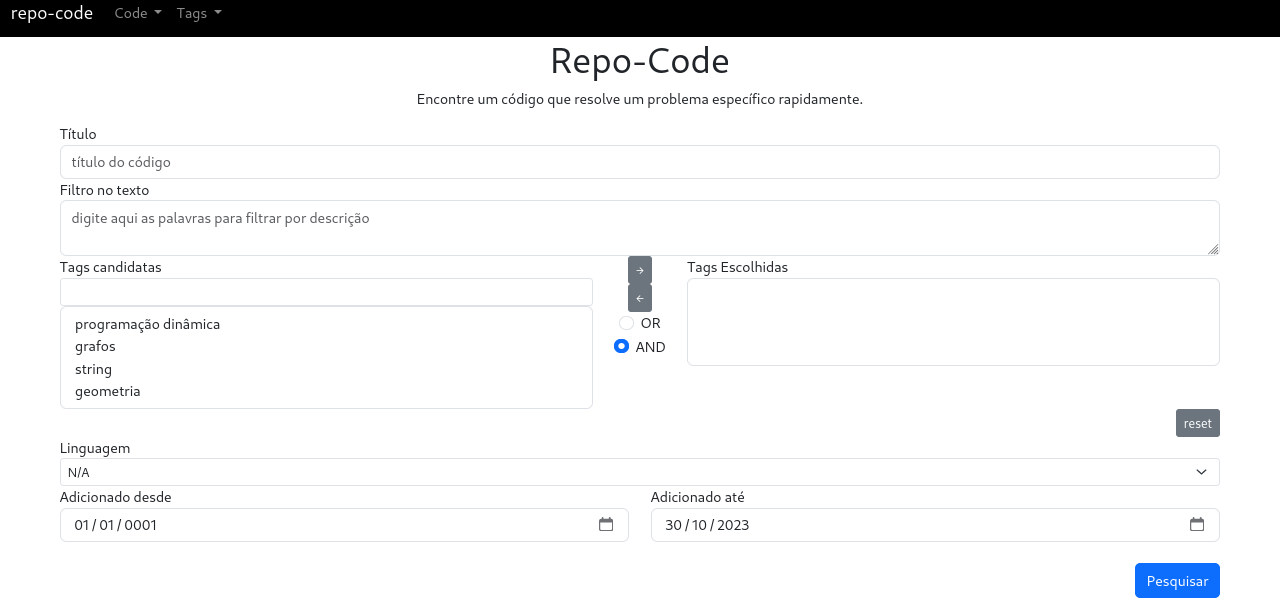 repo-code Code Tags
Repo-Code
Encontre um código que resolve um problema específico rapidamente.
Título
título do código
Filtro no texto
digite aqui as palavras para filtrar por descrição
Tags candidatas
programação dinâmica
grafos
string
geometria
→
←
OR
AND
Tags Escolhidas
reset
Linguagem
N/A
Adicionado desde
01/01/0001
Adicionado até
30/10/2023
Pesquisar